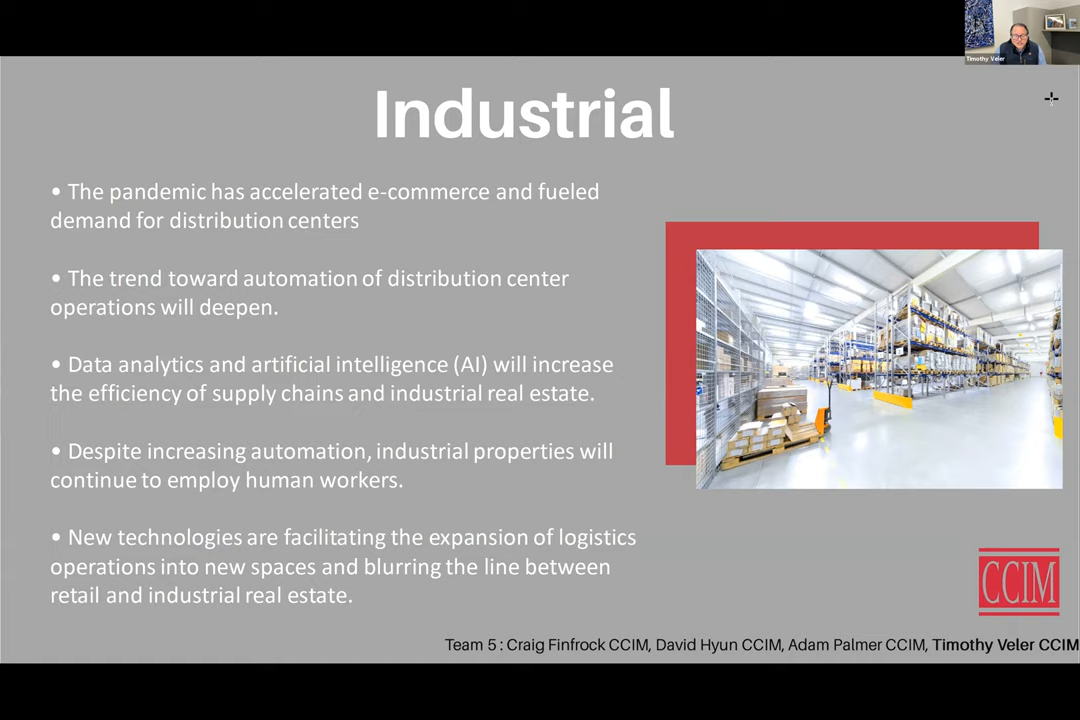 Timothy Veler
Industrial
• The pandemic has accelerated e-commerce and fueled
demand for distribution centers
• The trend toward automation of distribution center
operations will deepen.
• Data analytics and artificial intelligence (AI) will increase
the efficiency of supply chains and industrial real estate.
• Despite increasing automation, industrial properties will
continue to employ human workers.
• New technologies are facilitating the expansion of logistics
operations into new spaces and blurring the line between
retail and industrial real estate.
CCIM
Team 5 : Craig Finfrock CCIM, David Hyun CCIM, Adam Palmer CCIM, Timothy Veler CCIM